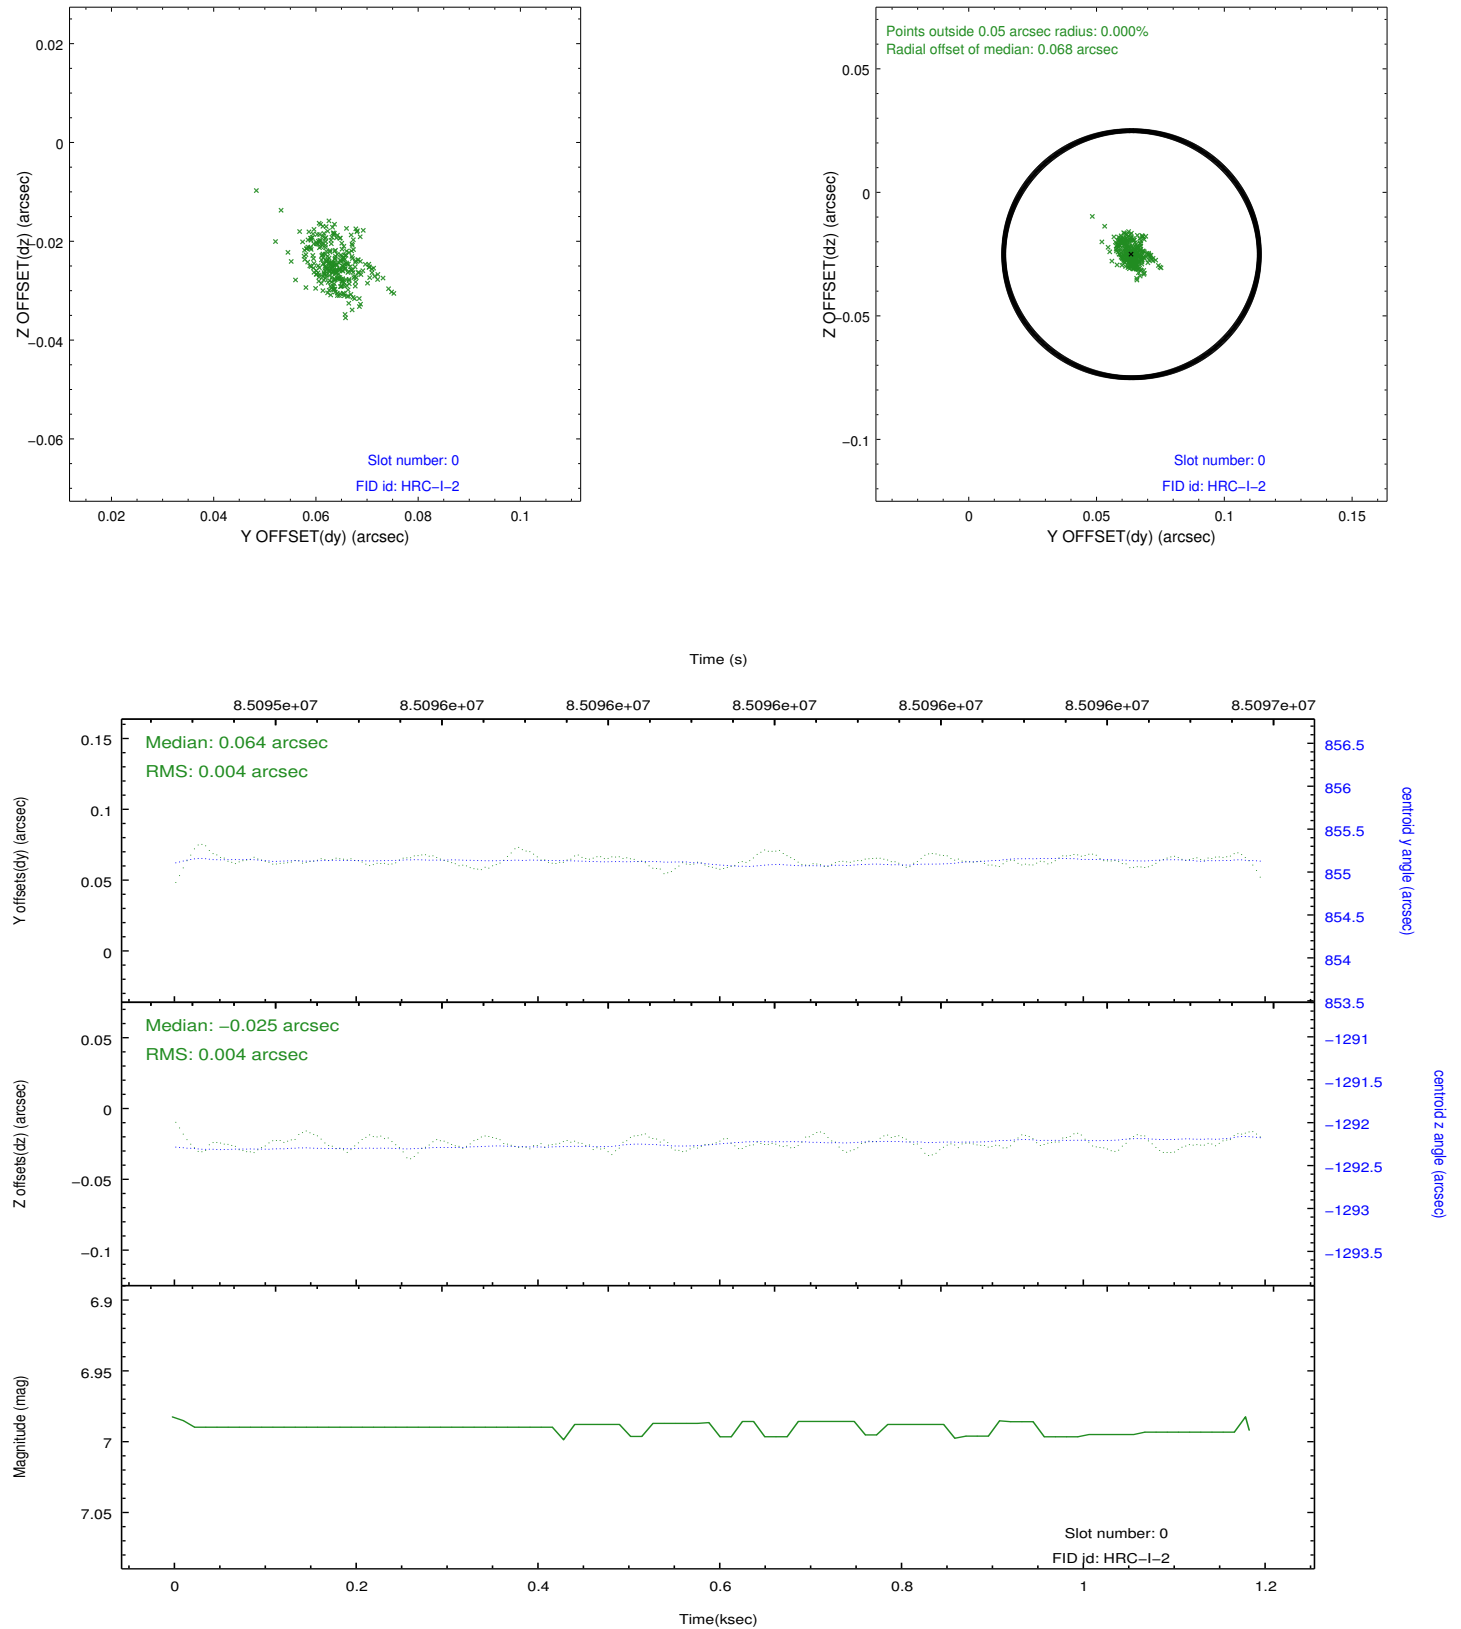 0.02
0
−0.02
−0.04
−0.06
Z OFFSET(dz) (arcsec)
Slot number: 0
FID id: HRC−I−2
0.02 0.04 0.06 0.08 0.1
Y OFFSET(dy) (arcsec)
Points outside 0.05 arcsec radius: 0.000%
Radial offset of median: 0.068 arcsec
0.05
0
−0.05
−0.1
Z OFFSET(dz) (arcsec)
Slot number: 0
FID id: HRC−I−2
0 0.05 0.1 0.15
Y OFFSET(dy) (arcsec)
Time (s)
8.5095e+07 8.5096e+07 8.5096e+07 8.5096e+07 8.5096e+07 8.5096e+07 8.5097e+07
Median: 0.064 arcsec
RMS: 0.004 arcsec
0.15
0.1
0.05
0
Y offsets(dy) (arcsec)
856.5
856
855.5
855
854.5
854
853.5
centroid y angle (arcsec)
Median: −0.025 arcsec
RMS: 0.004 arcsec
0.05
0
−0.05
−0.1
Z offsets(dz) (arcsec)
−1291
−1291.5
−1292
−1292.5
−1293
−1293.5
centroid z angle (arcsec)
6.9
6.95
7
7.05
Magnitude (mag)
Slot number: 0
FID id: HRC−I−2
0 0.2 0.4 0.6 0.8 1 1.2
Time(ksec)